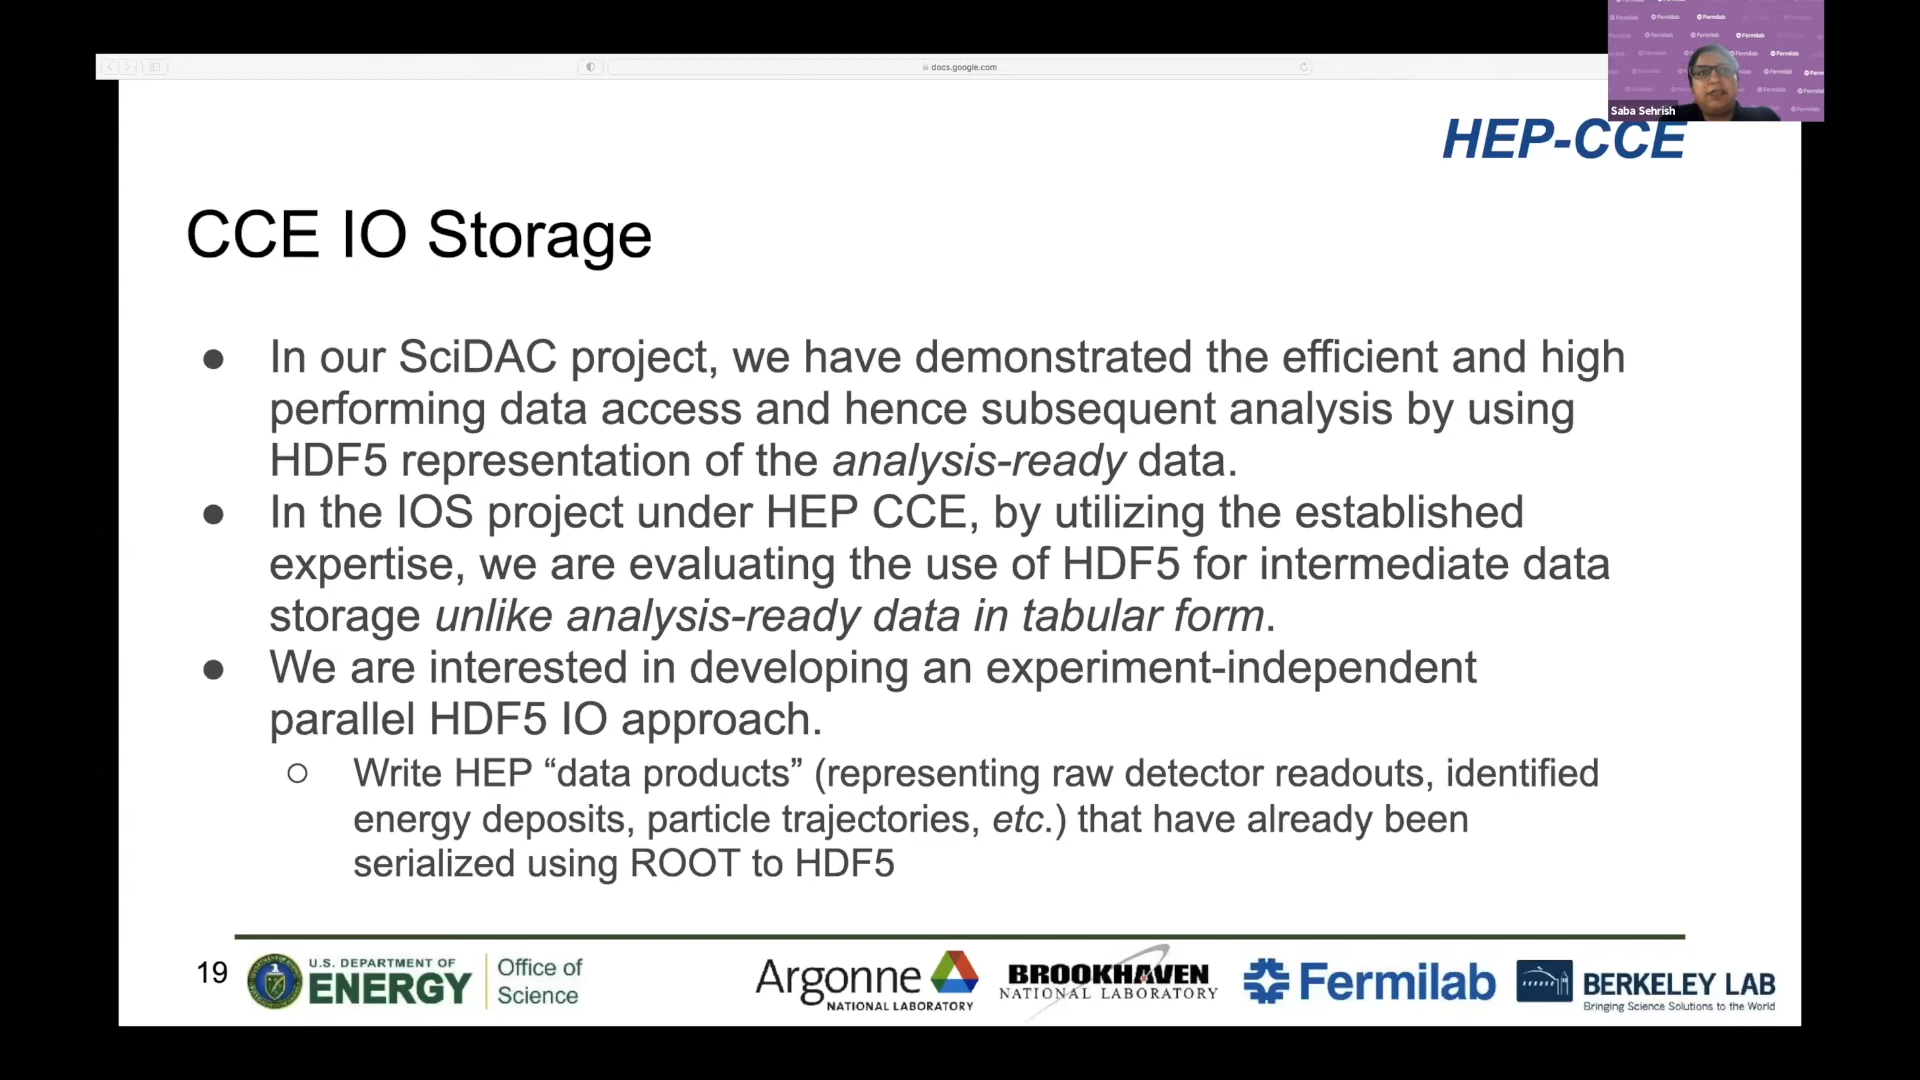 docs.google.com
Fermilab
Saba Sehrish
HEP-CCE
CCE IO Storage
● In our SciDAC project, we have demonstrated the efficient and high
performing data access and hence subsequent analysis by using
HDF5 representation of the analysis-ready data.
● In the IOS project under HEP CCE, by utilizing the established
expertise, we are evaluating the use of HDF5 for intermediate data
storage unlike analysis-ready data in tabular form.
● We are interested in developing an experiment-independent
parallel HDF5 IO approach.
○ Write HEP “data products” (representing raw detector readouts, identified
energy deposits, particle trajectories, etc.) that have already been
serialized using ROOT to HDF5
19
U.S. DEPARTMENT OF
ENERGY
Office of
Science
Argonne
NATIONAL LABORATORY
BROOKHAVEN
NATIONAL LABORATORY
Fermilab
BERKELEY LAB
Bringing Science Solutions to the World